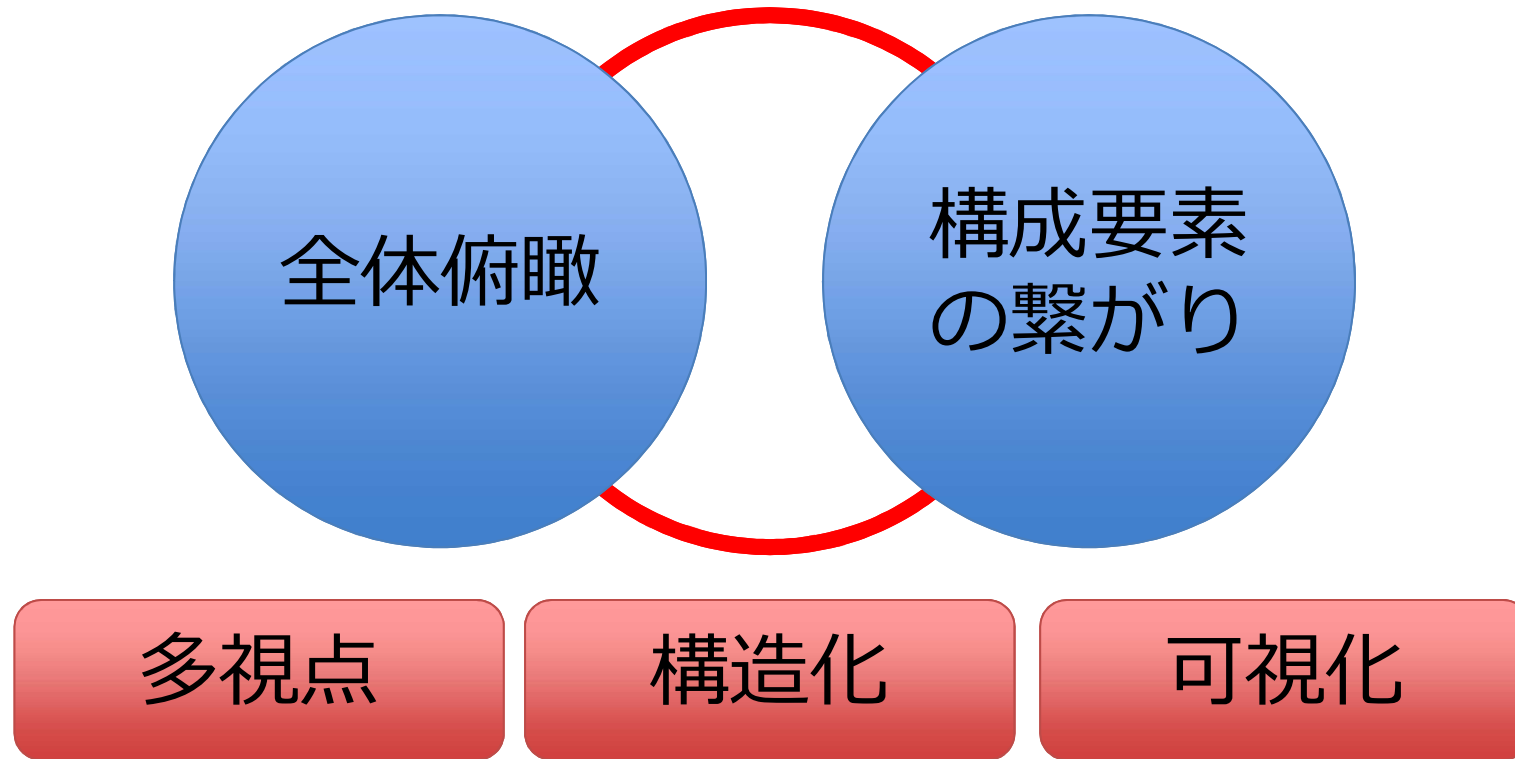 全体俯瞰
構成要素
の繋がり
多視点
構造化
可視化